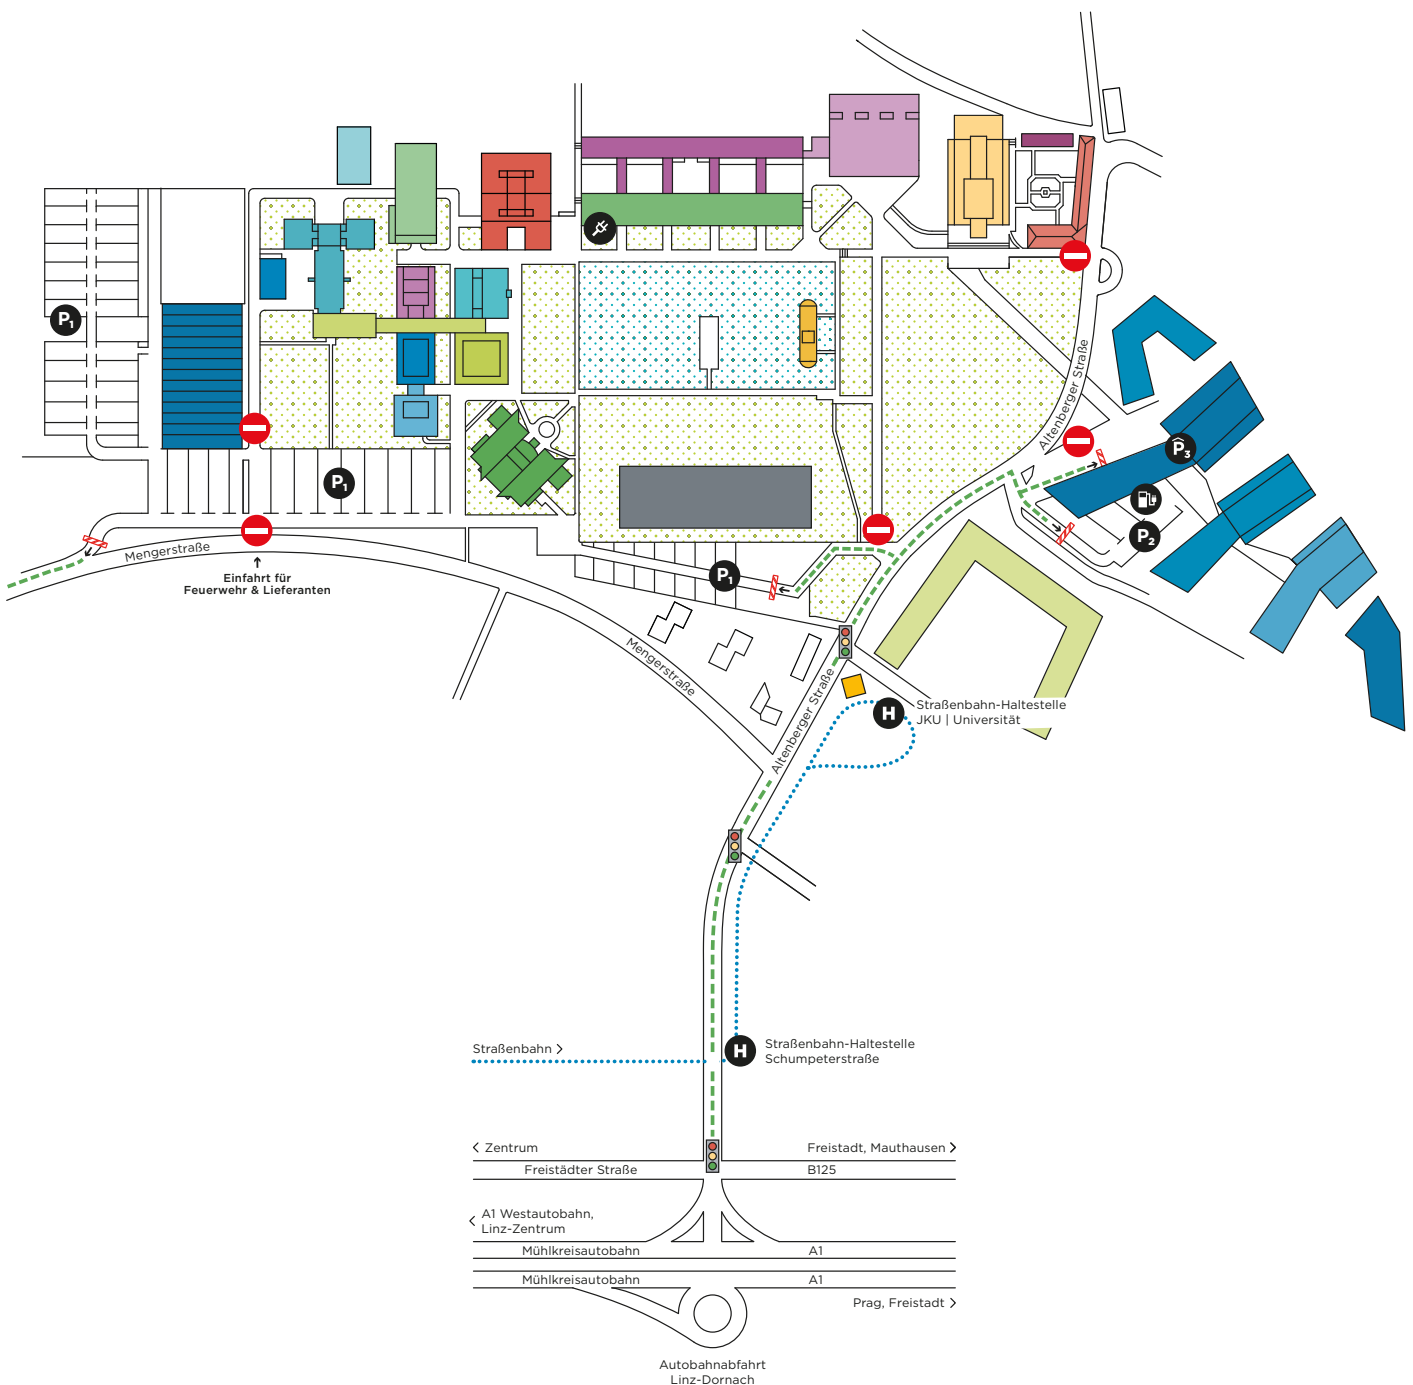 P1
Altenberger Straße
P3
P1
P2
Mengerstraße
Einfahrt für
Feuerwehr & Lieferanten
P1
Mengerstraße
Altenberger Straße
H
Straßenbahn-Haltestelle
JKU | Universität
Straßenbahn >
H
Straßenbahn-Haltestelle
Schumpeterstraße
< Zentrum
Freistadt, Mauthausen >
Freistädter Straße
B125
< A1 Westautobahn,
Linz-Zentrum
Mühlkreisautobahn
A1
Mühlkreisautobahn
A1
Prag, Freistadt >
Autobahnabfahrt
Linz-Dornach